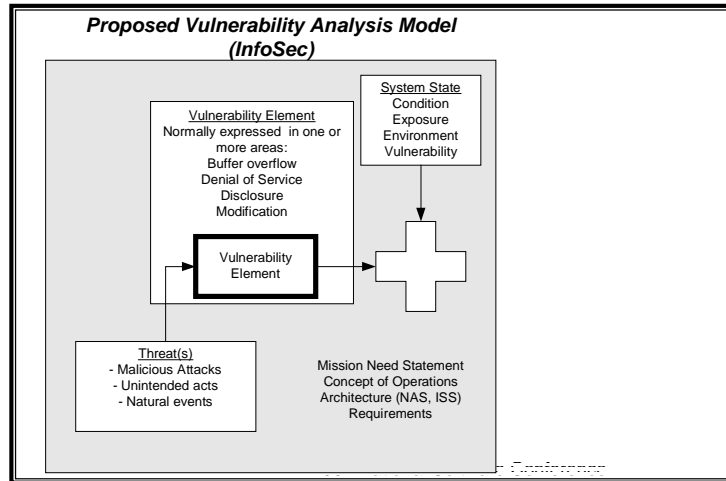 Proposed Vulnerability Analysis Model
(InfoSec)
System State
Condition
Exposure
Environment
Vulnerability
Vulnerability Element
Normally expressed in one or
more areas:
Buffer overflow
Denial of Service
Disclosure
Modification
Vulnerability
Element
Threat(s)
- Malicious Attacks
- Unintended acts
- Natural events
Mission Need Statement
Concept of Operations
Architecture (NAS, ISS)
Requirements
Conference